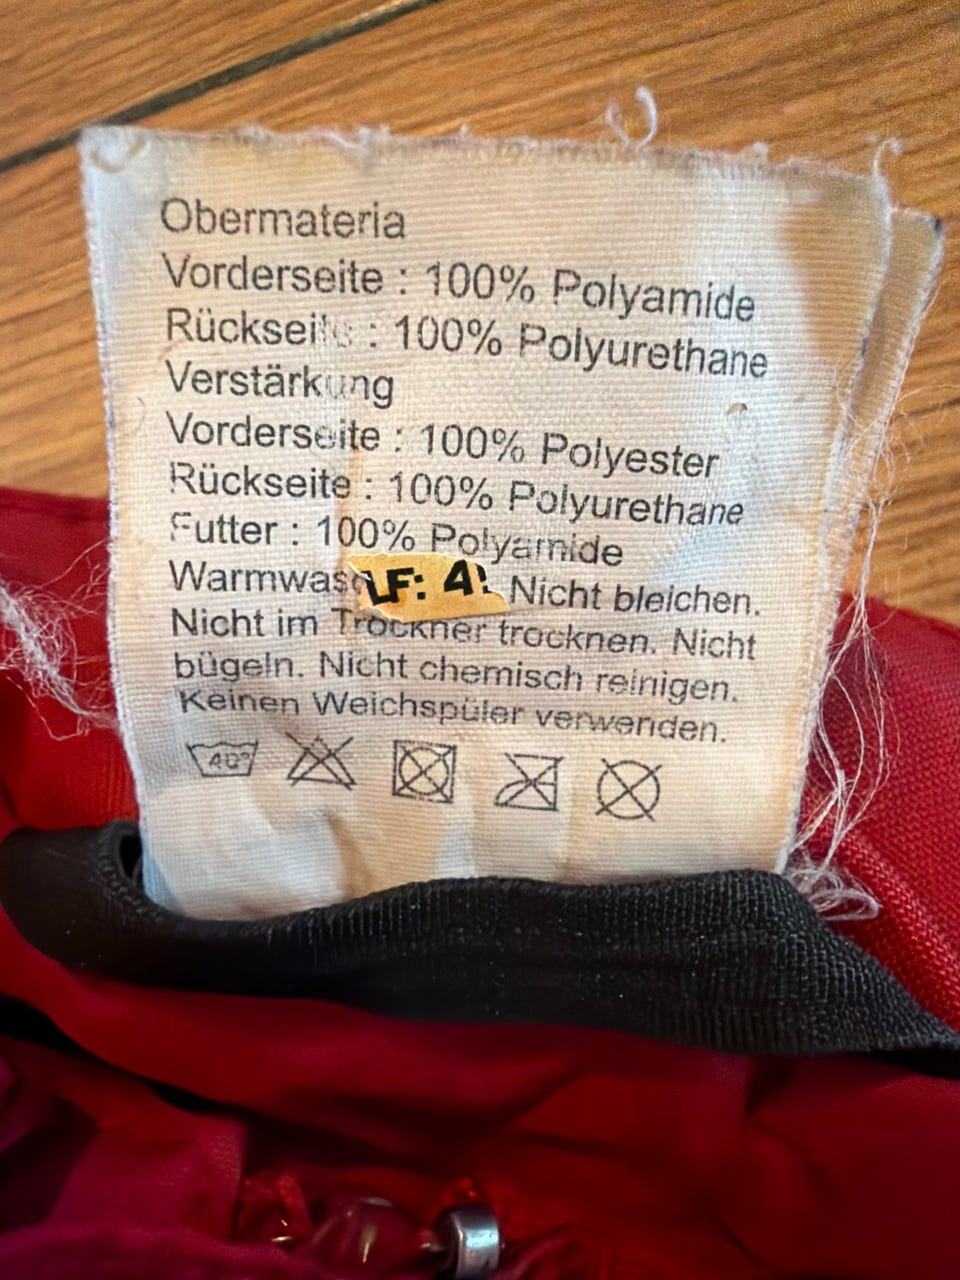 Obermateria
Vorderseite : 100% Polyamide
Rückseite : 100% Polyurethane
Verstärkung
Vorderseite : 100% Polyester
Rückseite : 100% Polyurethane
Futter : 100% Polyamide
LF: 4 Nicht bleichen.
Nicht im Trockner trocknen. Nicht
bügeln. Nicht chemisch reinigen.
Keinen Weichspüler verwenden.
40°